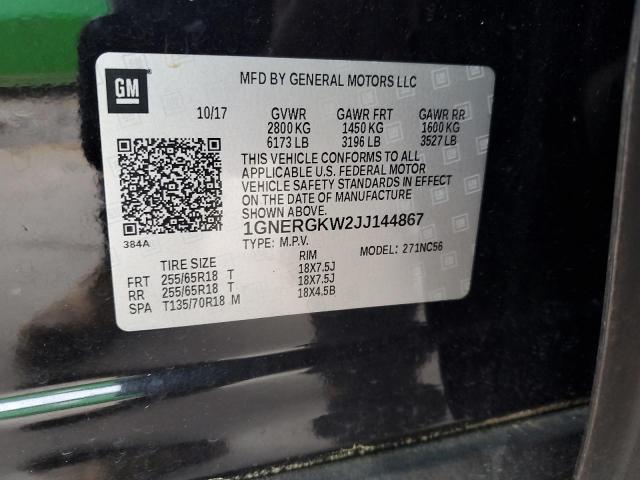 GM
MFD BY GENERAL MOTORS LLC
10/17 GVWR GAWR FRT GAWR RR
2800 KG 1450 KG 1600 KG
6173 LB 3196 LB 3527 LB
THIS VEHICLE CONFORMS TO ALL
APPLICABLE U.S. FEDERAL MOTOR
VEHICLE SAFETY STANDARDS IN EFFECT
ON THE DATE OF MANUFACTURE
SHOWN ABOVE.
1GNERGKW2JJ144867
384A
TYPE: M.P.V. MODEL: 271NC56
TIRE SIZE RIM
FRT 255/65R18 T 18X7.5J
RR 255/65R18 T 18X7.5J
SPA T135/70R18 M 18X4.5B